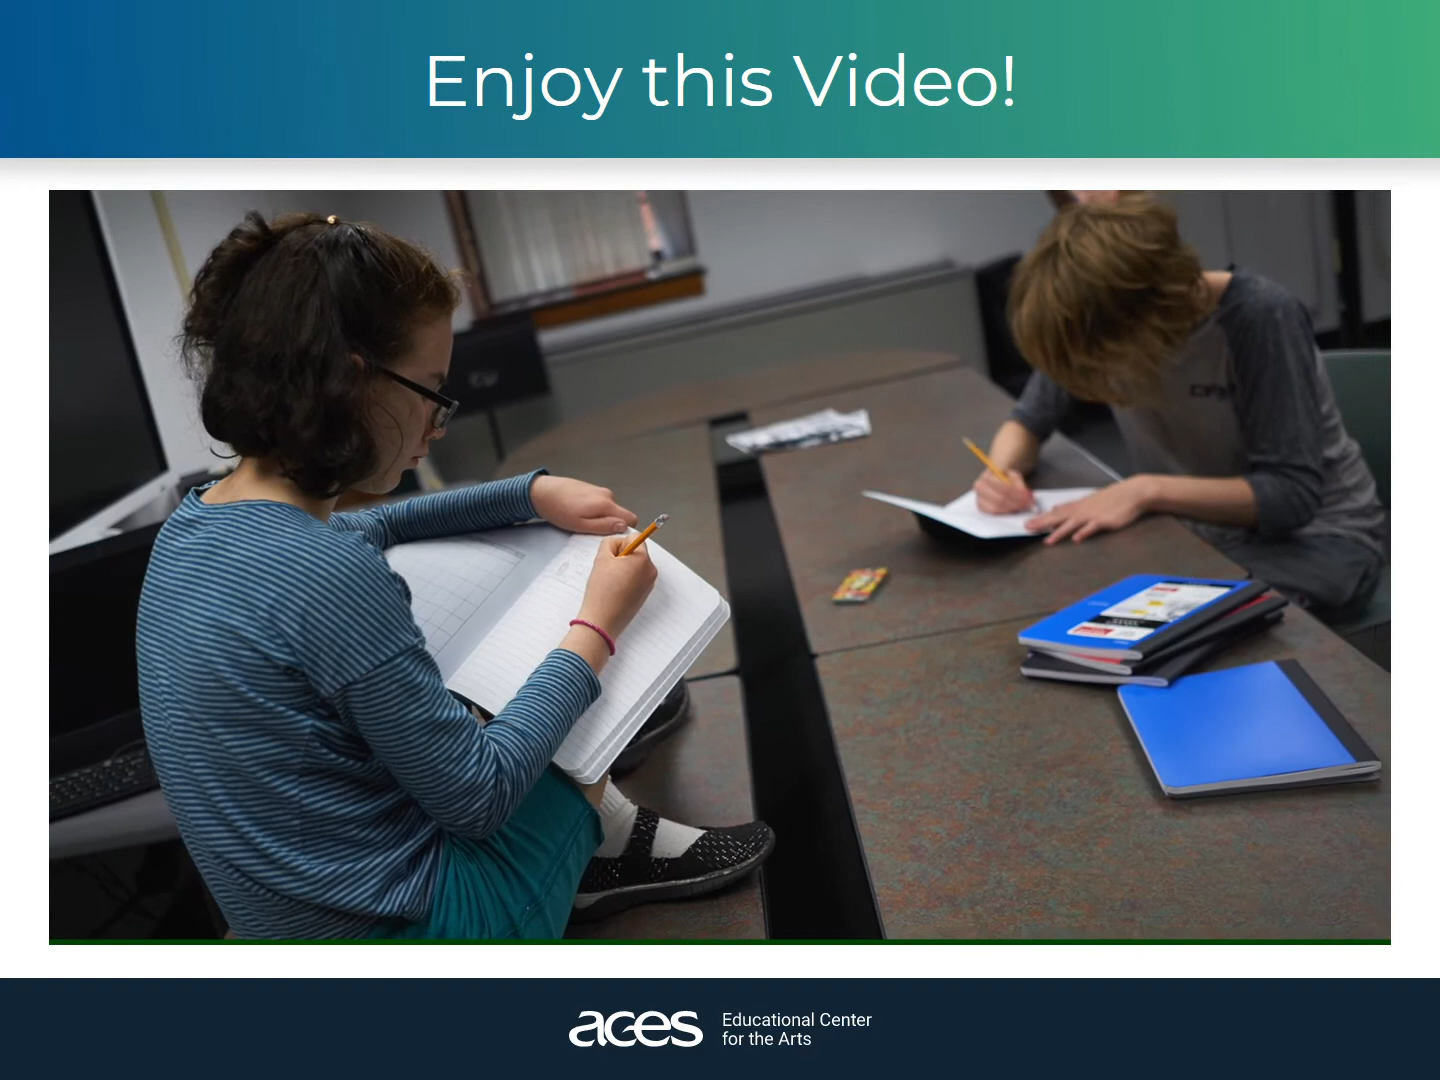 Enjoy this Video!
aces
Educational Center
for the Arts